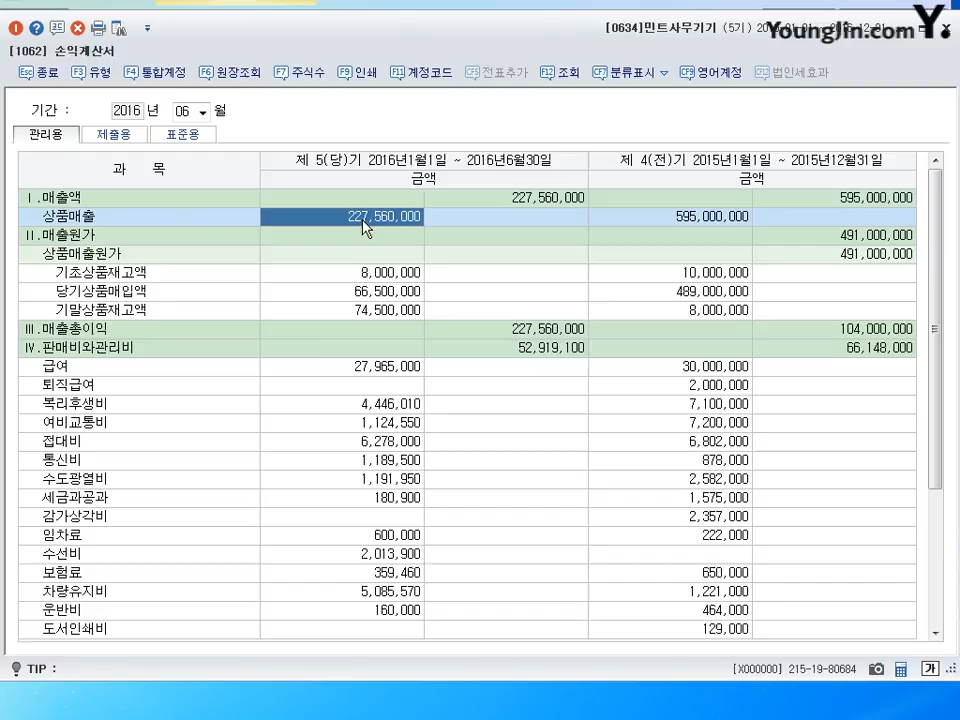 [0634]민트사무기기 (5기)
YoungJin.com Y.
[1062] 손익계산서
Esc 종료 F3 유형 F4 통합계정 F6 원장조회 F7 주식수 F9 인쇄 F11 계정코드 CF5 전표추가 F12 조회 CF7 분류표시 CF9 영어계정 법인세효과
기간 : 2016 년 06 월
관리용 제출용 표준용
과 목 제 5(당)기 2016년1월1일 ~ 2016년6월30일 제 4(전)기 2015년1월1일 ~ 2015년12월31일
금액 금액
Ⅰ.매출액 227,560,000 595,000,000
상품매출 227,560,000 595,000,000
Ⅱ.매출원가 491,000,000
상품매출원가 491,000,000
기초상품재고액 8,000,000 10,000,000
당기상품매입액 66,500,000 489,000,000
기말상품재고액 74,500,000 8,000,000
Ⅲ.매출총이익 227,560,000 104,000,000
Ⅳ.판매비와관리비 52,919,100 66,148,000
급여 27,965,000 30,000,000
퇴직급여 2,000,000
복리후생비 4,446,010 7,100,000
여비교통비 1,124,550 7,200,000
접대비 6,278,000 6,802,000
통신비 1,189,500 878,000
수도광열비 1,191,950 2,582,000
세금과공과 180,900 1,575,000
감가상각비 2,357,000
임차료 600,000 222,000
수선비 2,013,900
보험료 359,460 650,000
차량유지비 5,085,570 1,221,000
운반비 160,000 464,000
도서인쇄비 129,000
TIP : [X000000] 215-19-80684 가